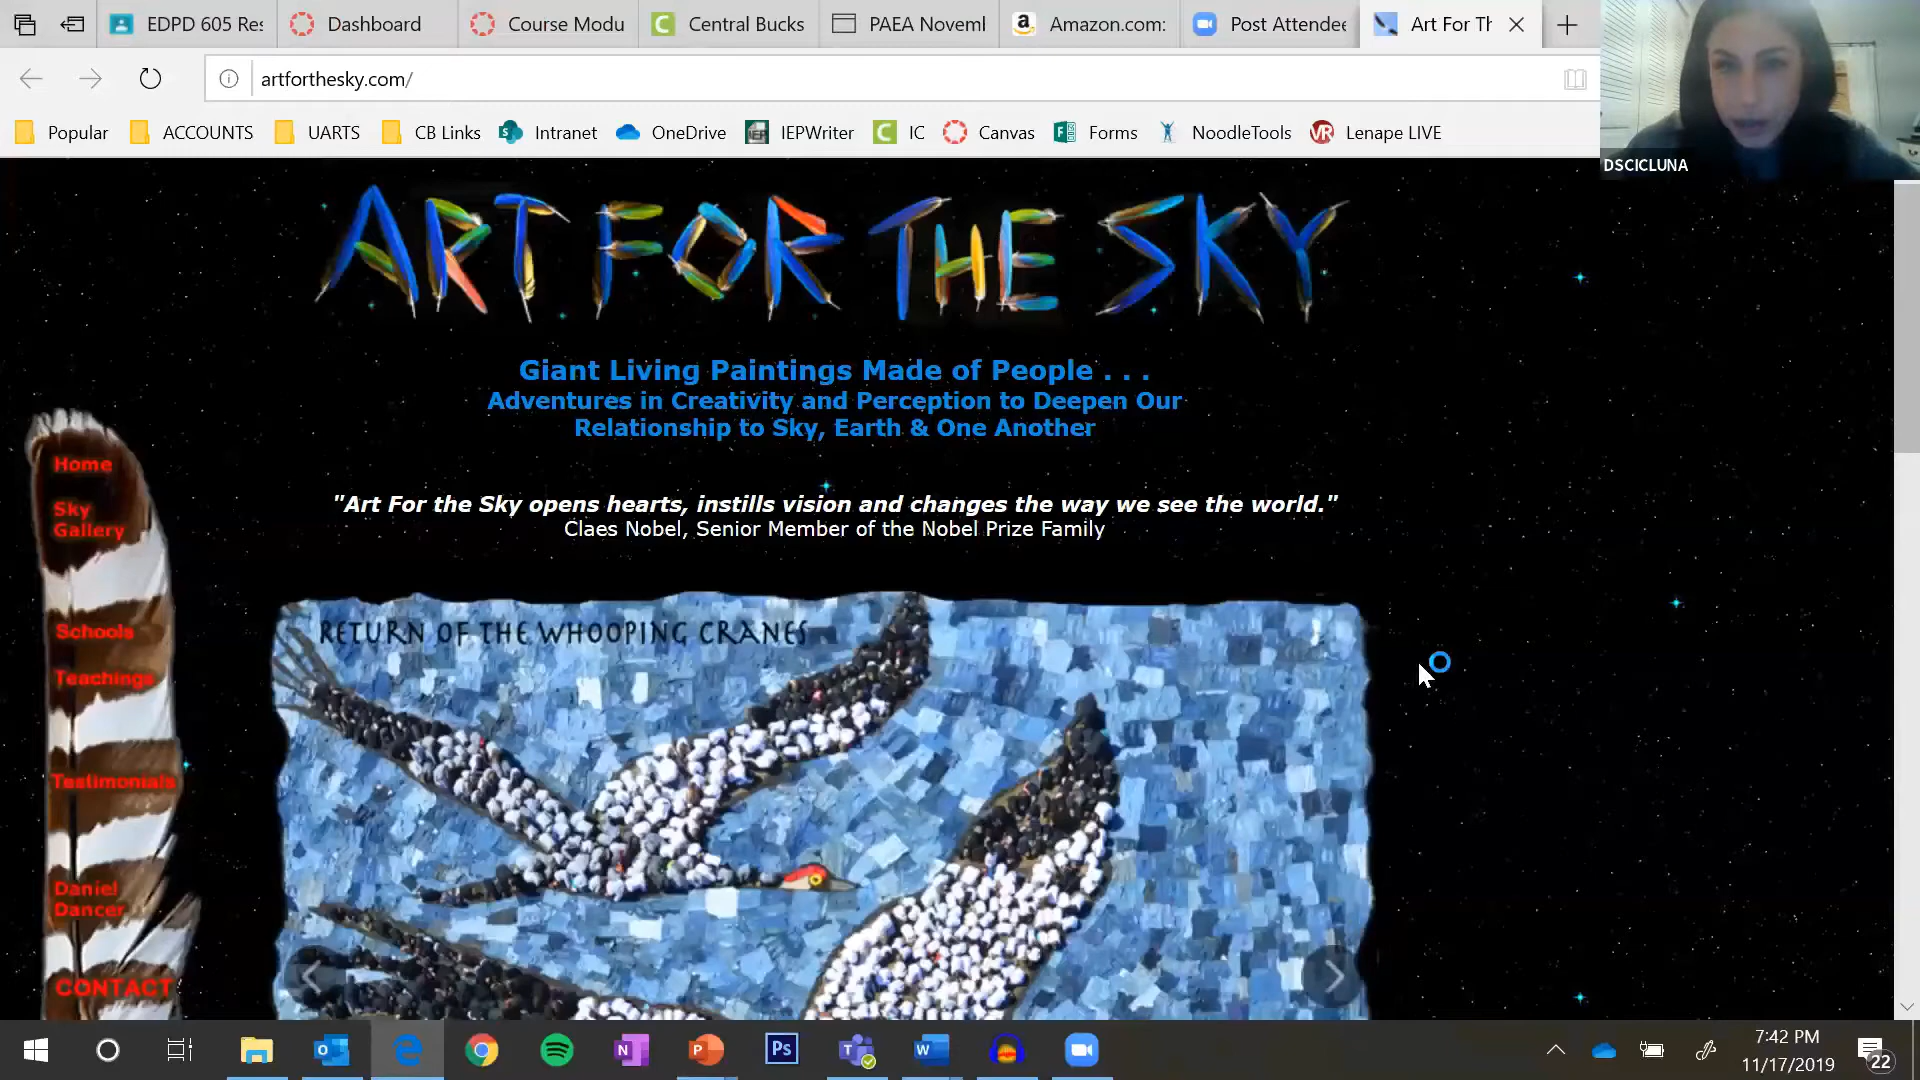 EDPD 605 Res
Dashboard
Course Modu
Central Bucks
PAEA Noveml
Amazon.com:
Post Attendee
Art For Th
artforthesky.com/
Popular
ACCOUNTS
UARTS
CB Links
Intranet
OneDrive
IEP
IEPWriter
IC
Canvas
Forms
NoodleTools
VR
Lenape LIVE
DSCICLUNA
ART FOR THE SKY
Giant Living Paintings Made of People . . .
Adventures in Creativity and Perception to Deepen Our
Relationship to Sky, Earth & One Another
"Art For the Sky opens hearts, instills vision and changes the way we see the world."
Claes Nobel, Senior Member of the Nobel Prize Family
Home
Sky
Gallery
Schools
Teachings
Testimonials
Daniel
Dancer
CONTACT
RETURN OF THE WHOOPING CRANES
Ps
7:42 PM
11/17/2019
22